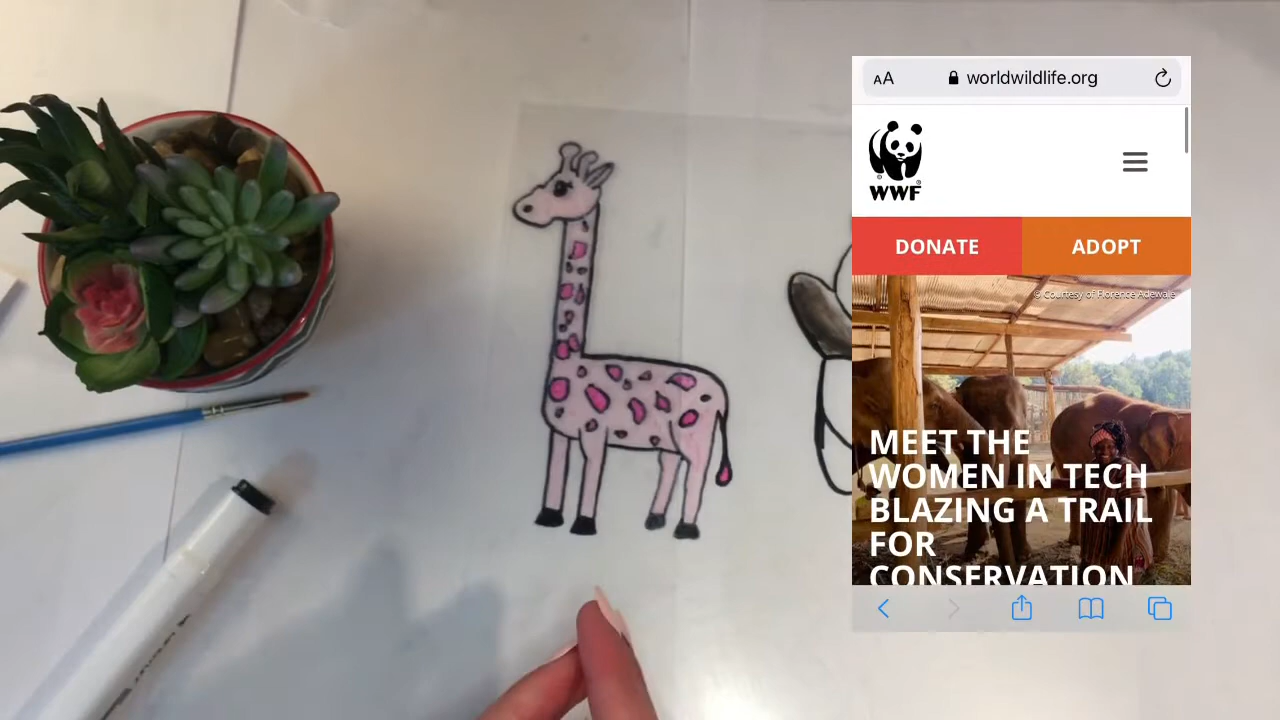 AA worldwildlife.org
WWF
DONATE
ADOPT
© Courtesy of Florence Adewale
MEET THE
WOMEN IN TECH
BLAZING A TRAIL
FOR
CONSERVATION